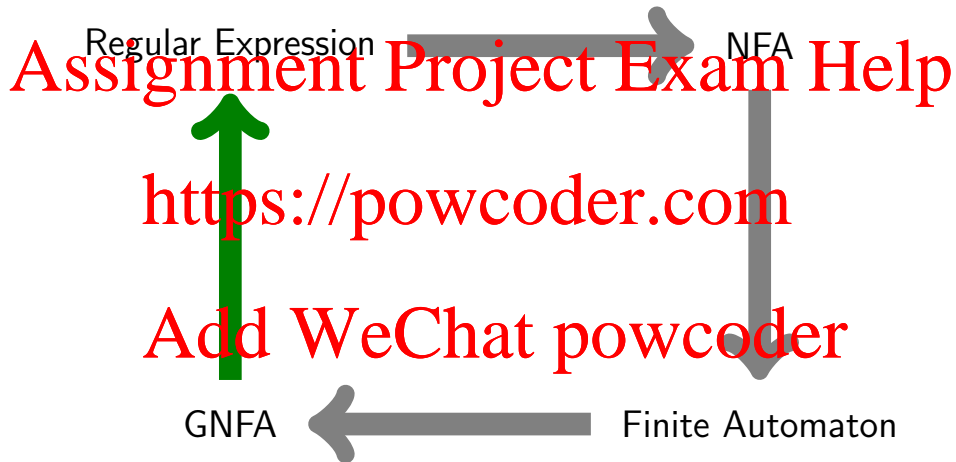 Regular Expression NFA
Assignment Project Exam Help
https://powcoder.com
Add WeChat powcoder
GNFA Finite Automaton